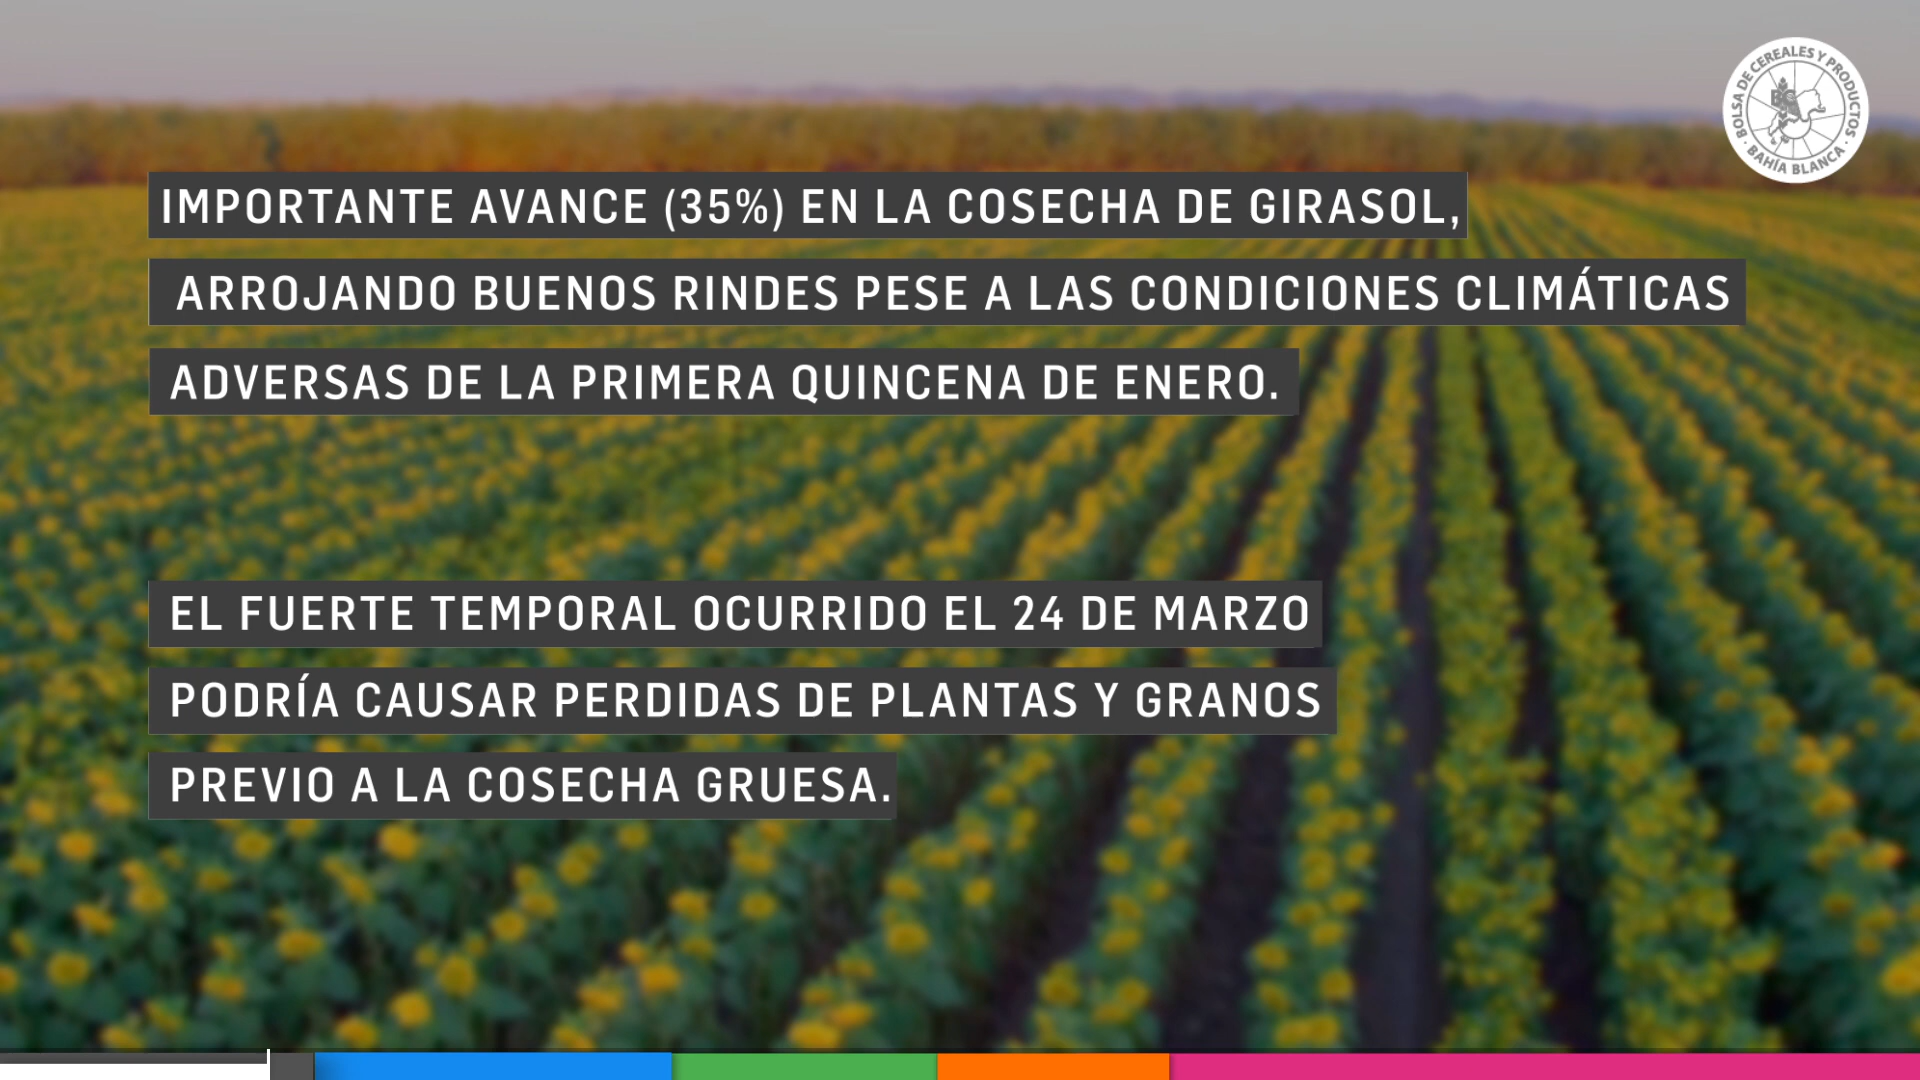 BOLSA DE CEREALES Y PRODUCTOS
· BAHÍA BLANCA ·
IMPORTANTE AVANCE (35%) EN LA COSECHA DE GIRASOL,
ARROJANDO BUENOS RINDES PESE A LAS CONDICIONES CLIMÁTICAS
ADVERSAS DE LA PRIMERA QUINCENA DE ENERO.
EL FUERTE TEMPORAL OCURRIDO EL 24 DE MARZO
PODRÍA CAUSAR PERDIDAS DE PLANTAS Y GRANOS
PREVIO A LA COSECHA GRUESA.